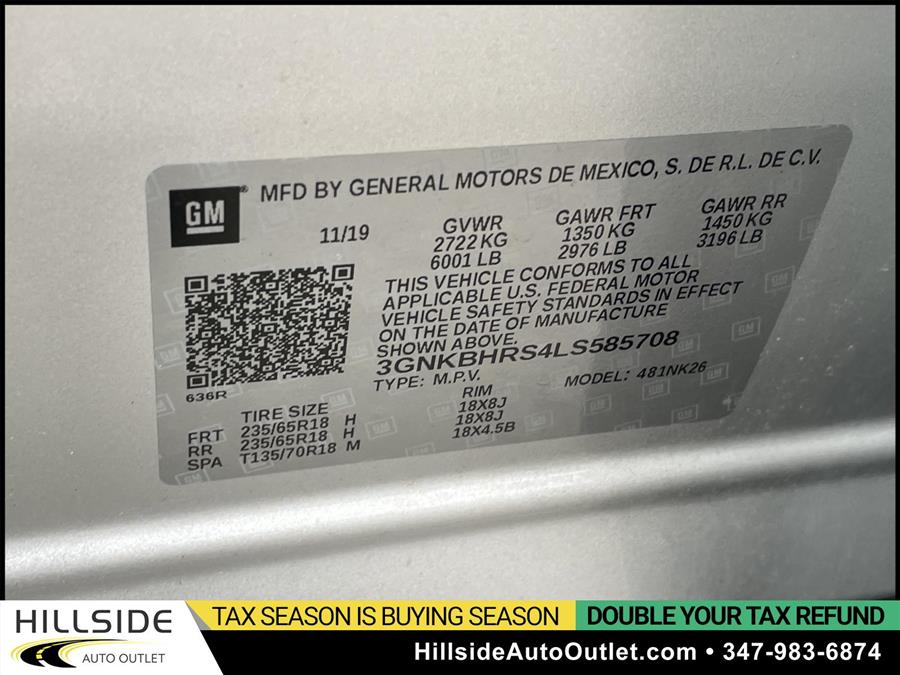 GM ®
MFD BY GENERAL MOTORS DE MEXICO, S. DE R.L. DE C.V.
11/19
GVWR
2722 KG
6001 LB
GAWR FRT
1350 KG
2976 LB
GAWR RR
1450 KG
3196 LB
THIS VEHICLE CONFORMS TO ALL
APPLICABLE U.S. FEDERAL MOTOR
VEHICLE SAFETY STANDARDS IN EFFECT
ON THE DATE OF MANUFACTURE
SHOWN ABOVE.
3GNKBHRS4LS585708
TYPE: M.P.V. MODEL: 481NK26
636R
TIRE SIZE RIM
FRT 235/65R18 H 18X8J
RR 235/65R18 H 18X8J
SPA T135/70R18 M 18X4.5B
HILLSIDE
AUTO OUTLET
TAX SEASON IS BUYING SEASON
DOUBLE YOUR TAX REFUND
HillsideAutoOutlet.com • 347-983-6874